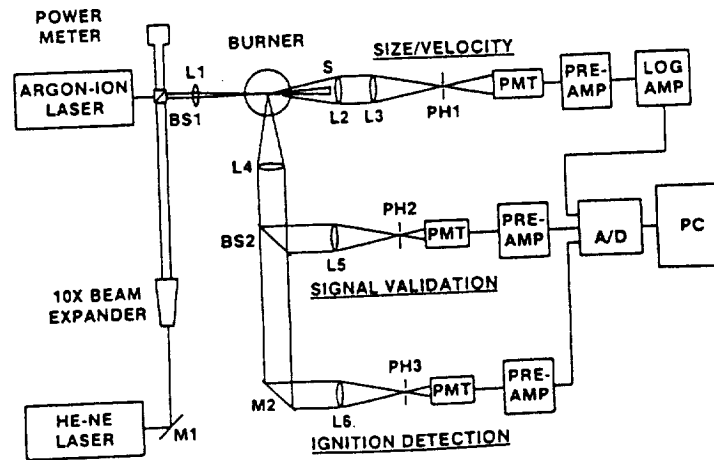 POWER
METER
BURNER
L1
S
SIZE/VELOCITY
ARGON-ION
LASER
BS1
L2
L3
PH1
PMT
PRE-
AMP
LOG
AMP
L4
PH2
BS2
L5
PMT
PRE-
AMP
A/D
PC
SIGNAL VALIDATION
10X BEAM
EXPANDER
PH3
M2
L6.
PMT
PRE-
AMP
HE-NE
LASER
M1
IGNITION DETECTION